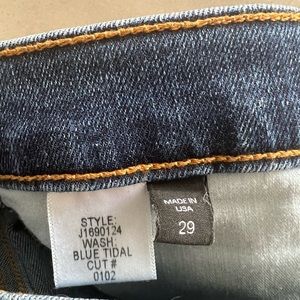 STYLE:
J1690124
WASH:
BLUE TIDAL
CUT #
0102
MADE IN
USA
29